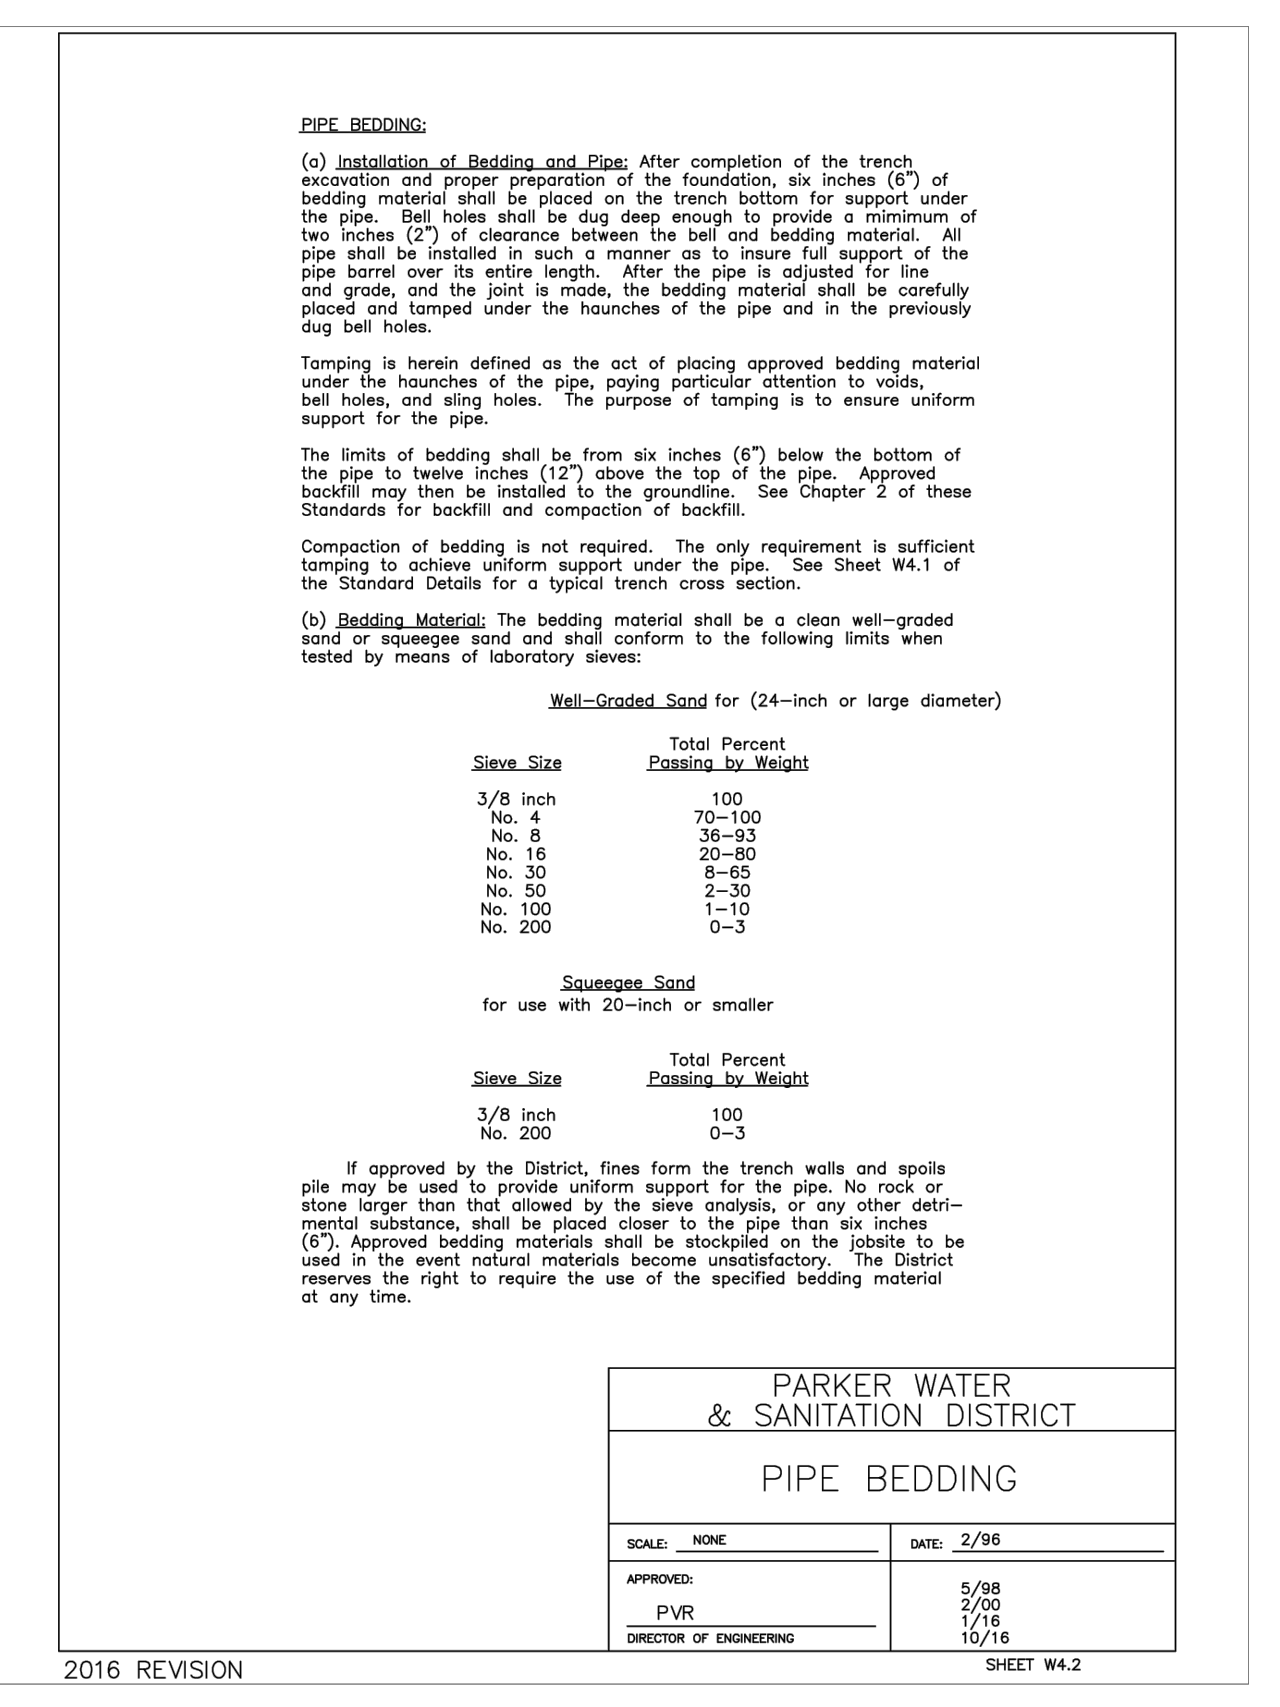 PIPE BEDDING:
(a) Installation of Bedding and Pipe: After completion of the trench
excavation and proper preparation of the foundation, six inches (6") of
bedding material shall be placed on the trench bottom for support under
the pipe. Bell holes shall be dug deep enough to provide a mimimum of
two inches (2") of clearance between the bell and bedding material. All
pipe shall be installed in such a manner as to insure full support of the
pipe barrel over its entire length. After the pipe is adjusted for line
and grade, and the joint is made, the bedding material shall be carefully
placed and tamped under the haunches of the pipe and in the previously
dug bell holes.
Tamping is herein defined as the act of placing approved bedding material
under the haunches of the pipe, paying particular attention to voids,
bell holes, and sling holes. The purpose of tamping is to ensure uniform
support for the pipe.
The limits of bedding shall be from six inches (6") below the bottom of
the pipe to twelve inches (12") above the top of the pipe. Approved
backfill may then be installed to the groundline. See Chapter 2 of these
Standards for backfill and compaction of backfill.
Compaction of bedding is not required. The only requirement is sufficient
tamping to achieve uniform support under the pipe. See Sheet W4.1 of
the Standard Details for a typical trench cross section.
(b) Bedding Material: The bedding material shall be a clean well-graded
sand or squeegee sand and shall conform to the following limits when
tested by means of laboratory sieves:
Well-Graded Sand for (24-inch or large diameter)
Total Percent
Sieve Size Passing by Weight
3/8 inch 100
No. 4 70-100
No. 8 36-93
No. 16 20-80
No. 30 8-65
No. 50 2-30
No. 100 1-10
No. 200 0-3
Squeegee Sand
for use with 20-inch or smaller
Total Percent
Sieve Size Passing by Weight
3/8 inch 100
No. 200 0-3
If approved by the District, fines form the trench walls and spoils
pile may be used to provide uniform support for the pipe. No rock or
stone larger than that allowed by the sieve analysis, or any other detri-
mental substance, shall be placed closer to the pipe than six inches
(6"). Approved bedding materials shall be stockpiled on the jobsite to be
used in the event natural materials become unsatisfactory. The District
reserves the right to require the use of the specified bedding material
at any time.
PARKER WATER
& SANITATION DISTRICT
PIPE BEDDING
SCALE: NONE DATE: 2/96
APPROVED:
PVR
DIRECTOR OF ENGINEERING
5/98
2/00
1/16
10/16
2016 REVISION
SHEET W4.2